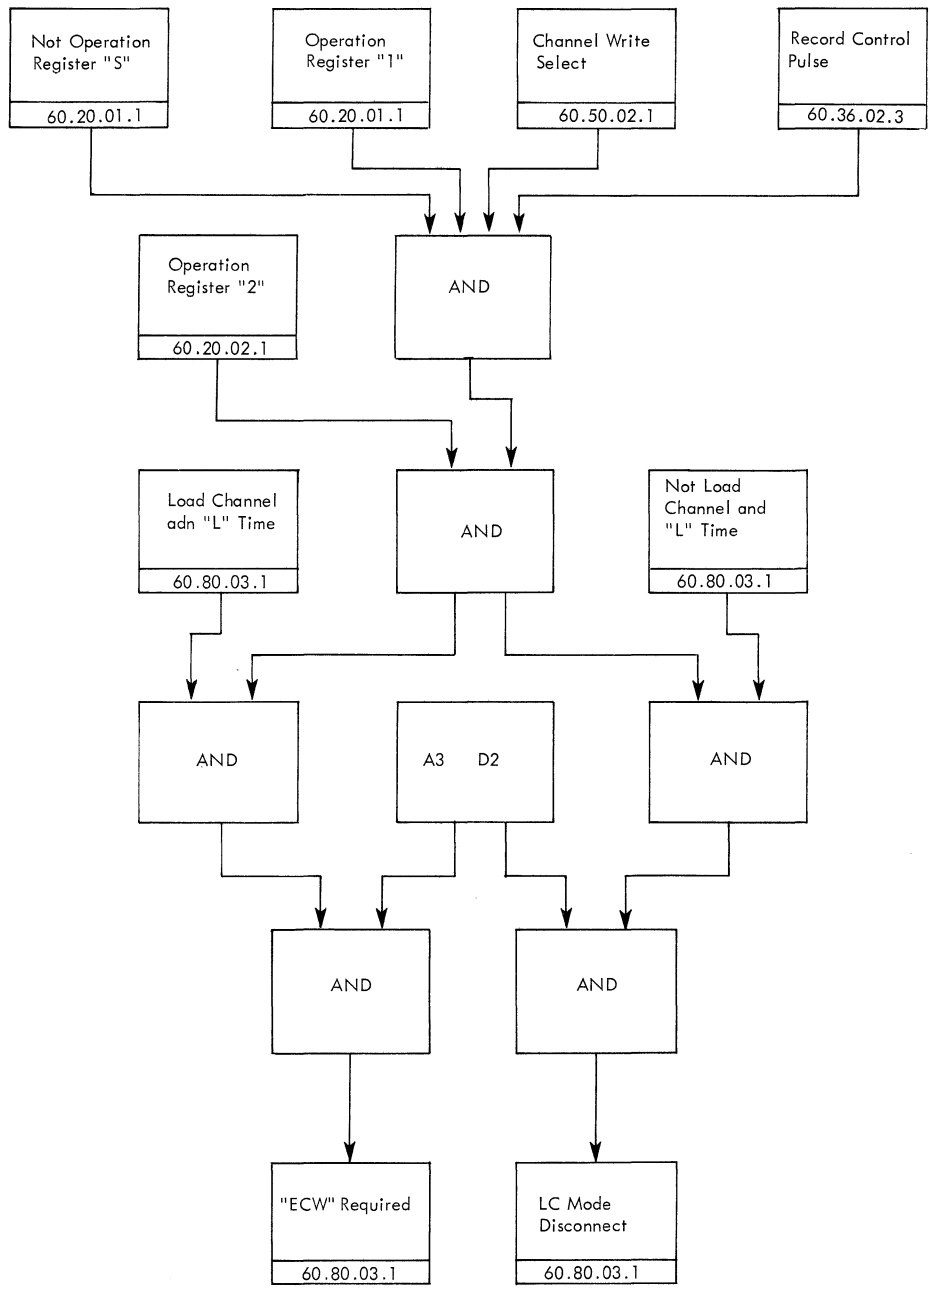 Not Operation
Register "S"
60.20.01.1
Operation
Register "1"
60.20.01.1
Channel Write
Select
60.50.02.1
Record Control
Pulse
60.36.02.3
Operation
Register "2"
60.20.02.1
AND
Load Channel
adn "L" Time
60.80.03.1
AND
Not Load
Channel and
"L" Time
60.80.03.1
AND
A3 D2
AND
AND
AND
"ECW" Required
60.80.03.1
LC Mode
Disconnect
60.80.03.1